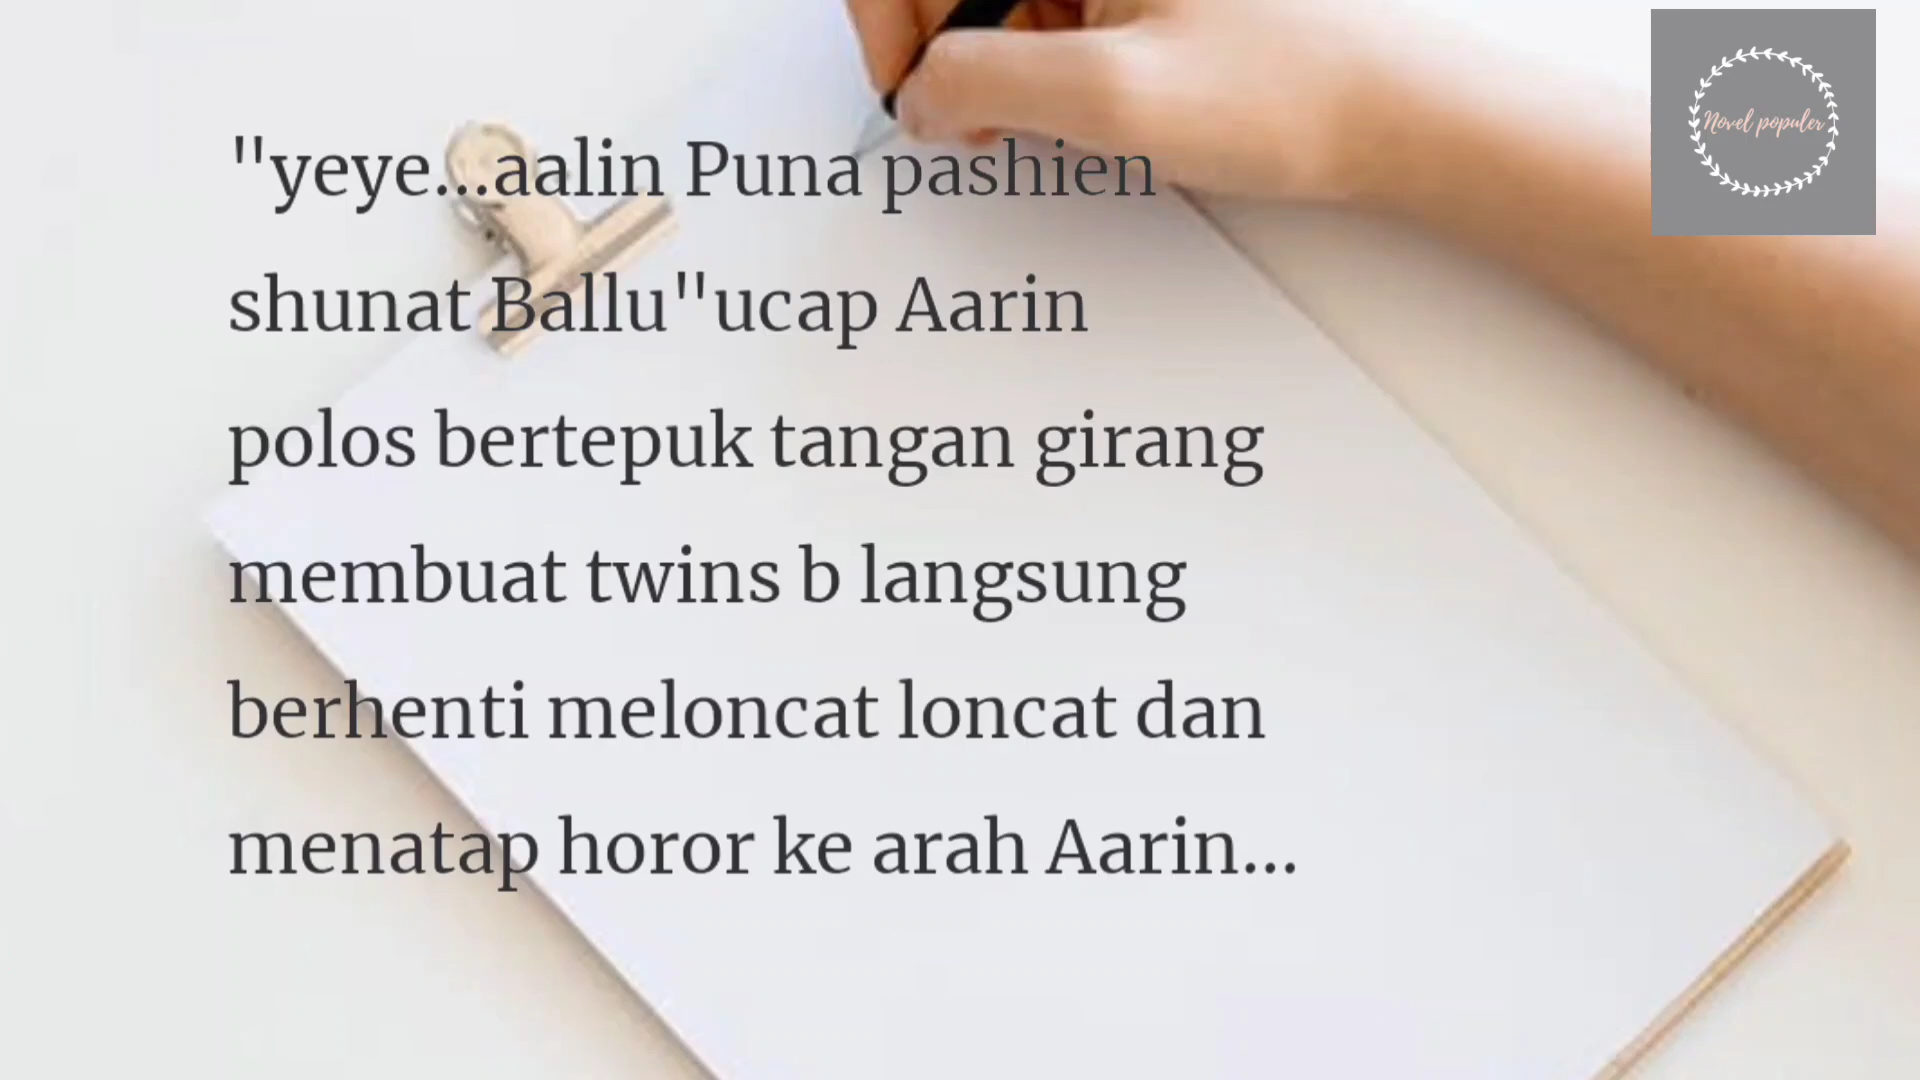 "yeye...aalin Puna pashien
shunat Ballu"ucap Aarin
polos bertepuk tangan girang
membuat twins b langsung
berhenti meloncat loncat dan
menatap horor ke arah Aarin...
Novel populer